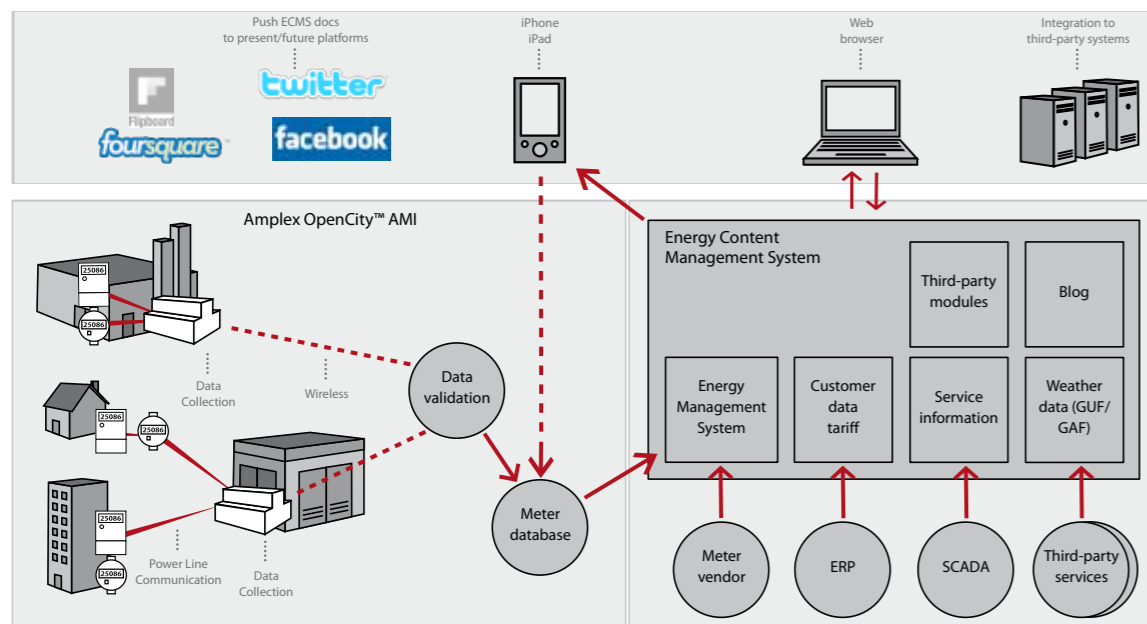 Push ECMS docs
to present/future platforms
iPhone
iPad
Web
browser
Integration to
third-party systems
Flipboard
twitter
foursquare™
facebook
Amplex OpenCity™ AMI
25086
25086
Data
Collection
Wireless
Data
validation
25086
25086
Meter
database
25086
25086
Power Line
Communication
Data
Collection
Energy Content
Management System
Third-party
modules
Blog
Energy
Management
System
Customer
data
tariff
Service
information
Weather
data (GUF/
GAF)
Meter
vendor
ERP
SCADA
Third-party
services